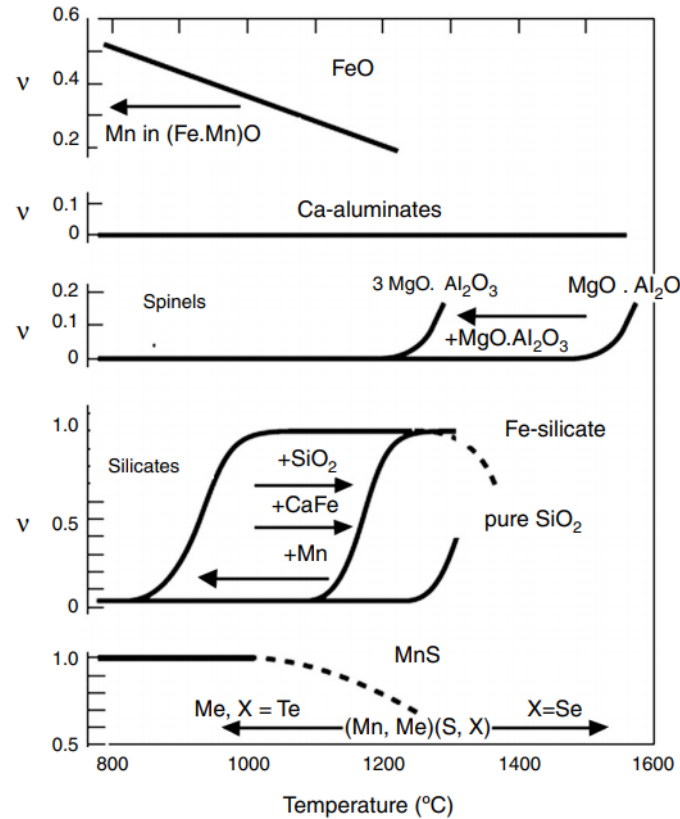 0.6
FeO
ν
0.4
Mn in (Fe.Mn)O
0.2
0.1
ν
Ca-aluminates
0
0.2
Spinels
3 MgO. Al₂O₃
MgO . Al₂O
ν
0.1
+MgO.Al₂O₃
0
1.0
Fe-silicate
Silicates
+SiO₂
+CaFe
pure SiO₂
ν
0.5
+Mn
0
1.0
MnS
ν
Me, X = Te
X=Se
(Mn, Me)(S, X)
0.5
800 1000 1200 1400 1600
Temperature (ºC)